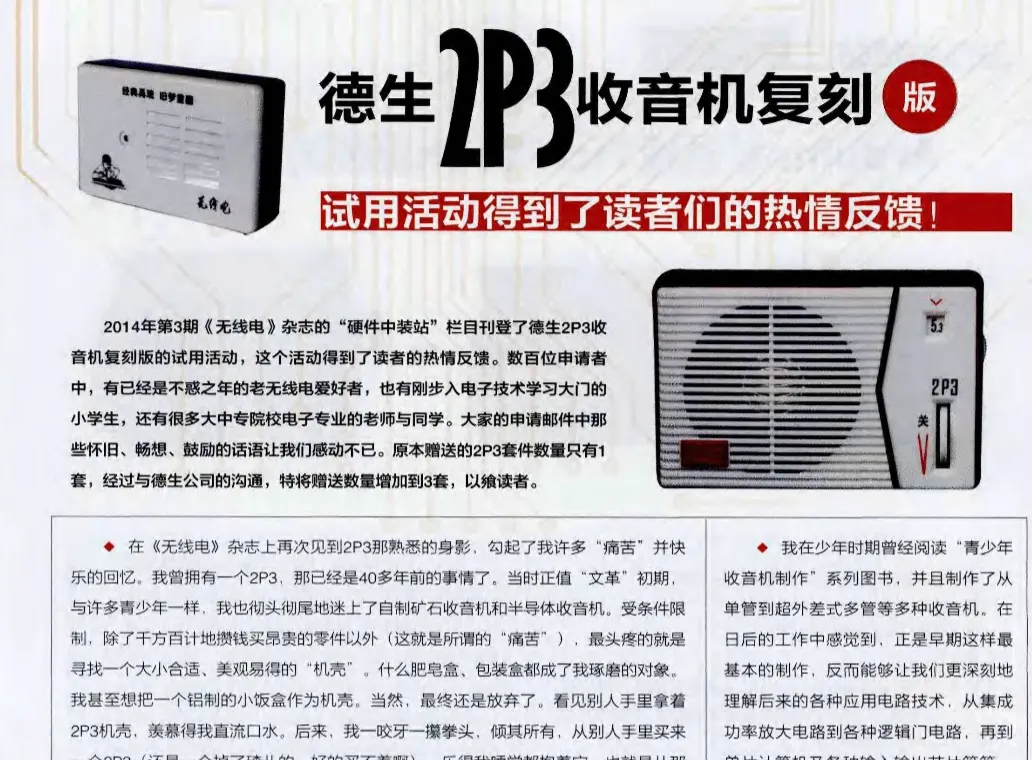 德生2P3收音机复刻版
试用活动得到了读者们的热情反馈！
经典再现 旧梦重圆
无线电
53
2P3
关
2014年第3期《无线电》杂志的“硬件中装站”栏目刊登了德生2P3收
音机复刻版的试用活动，这个活动得到了读者的热情反馈。数百位申请者
中，有已经是不惑之年的老无线电爱好者，也有刚步入电子技术学习大门的
小学生，还有很多大中专院校电子专业的老师与同学。大家的申请邮件中那
些怀旧、畅想、鼓励的话语让我们感动不已。原本赠送的2P3套件数量只有1
套，经过与德生公司的沟通，特将赠送数量增加到3套，以飨读者。
◆ 在《无线电》杂志上再次见到2P3那熟悉的身影，勾起了我许多“痛苦”并快
乐的回忆。我曾拥有一个2P3，那已经是40多年前的事情了。当时正值“文革”初期，
与许多青少年一样，我也彻头彻尾地迷上了自制矿石收音机和半导体收音机。受条件限
制，除了千方百计地攒钱买昂贵的零件以外（这就是所谓的“痛苦”），最头疼的就是
寻找一个大小合适、美观易得的“机壳”。什么肥皂盒、包装盒都成了我琢磨的对象。
我甚至想把一个铝制的小饭盒作为机壳。当然，最终还是放弃了。看见别人手里拿着
2P3机壳，羡慕得我直流口水。后来，我一咬牙一攥拳头，倾其所有，从别人手里买来
◆ 我在少年时期曾经阅读“青少年
收音机制作”系列图书，并且制作了从
单管到超外差式多管等多种收音机。在
日后的工作中感觉到，正是早期这样最
基本的制作，反而能够让我们更深刻地
理解后来的各种应用电路技术，从集成
功率放大电路到各种逻辑门电路，再到